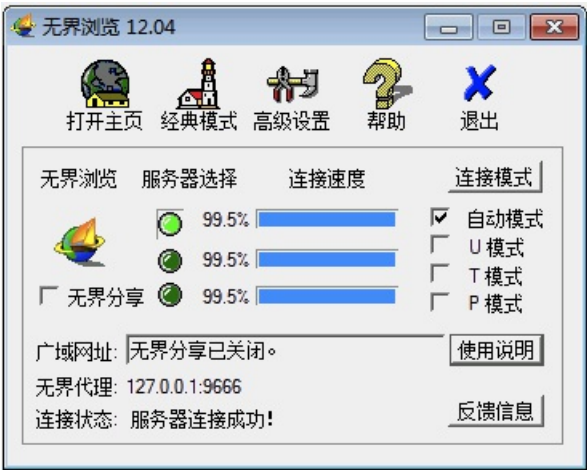 无界浏览 12.04
打开主页 经典模式 高级设置 帮助 退出
无界浏览 服务器选择 连接速度 连接模式
99.5% 自动模式
U 模式
99.5%
T 模式
无界分享 99.5% P 模式
广域网址: 无界分享已关闭。 使用说明
无界代理: 127.0.0.1:9666
连接状态: 服务器连接成功! 反馈信息